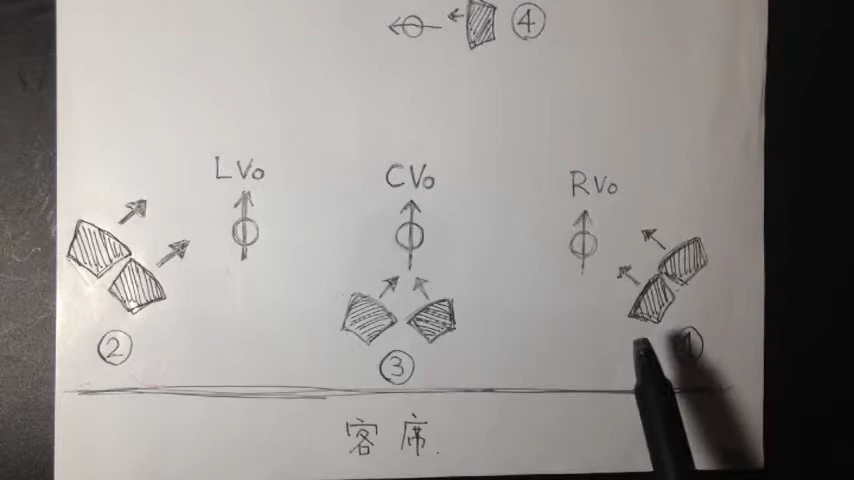 ④
LVo CVo RVo
② ③ ①
客席.